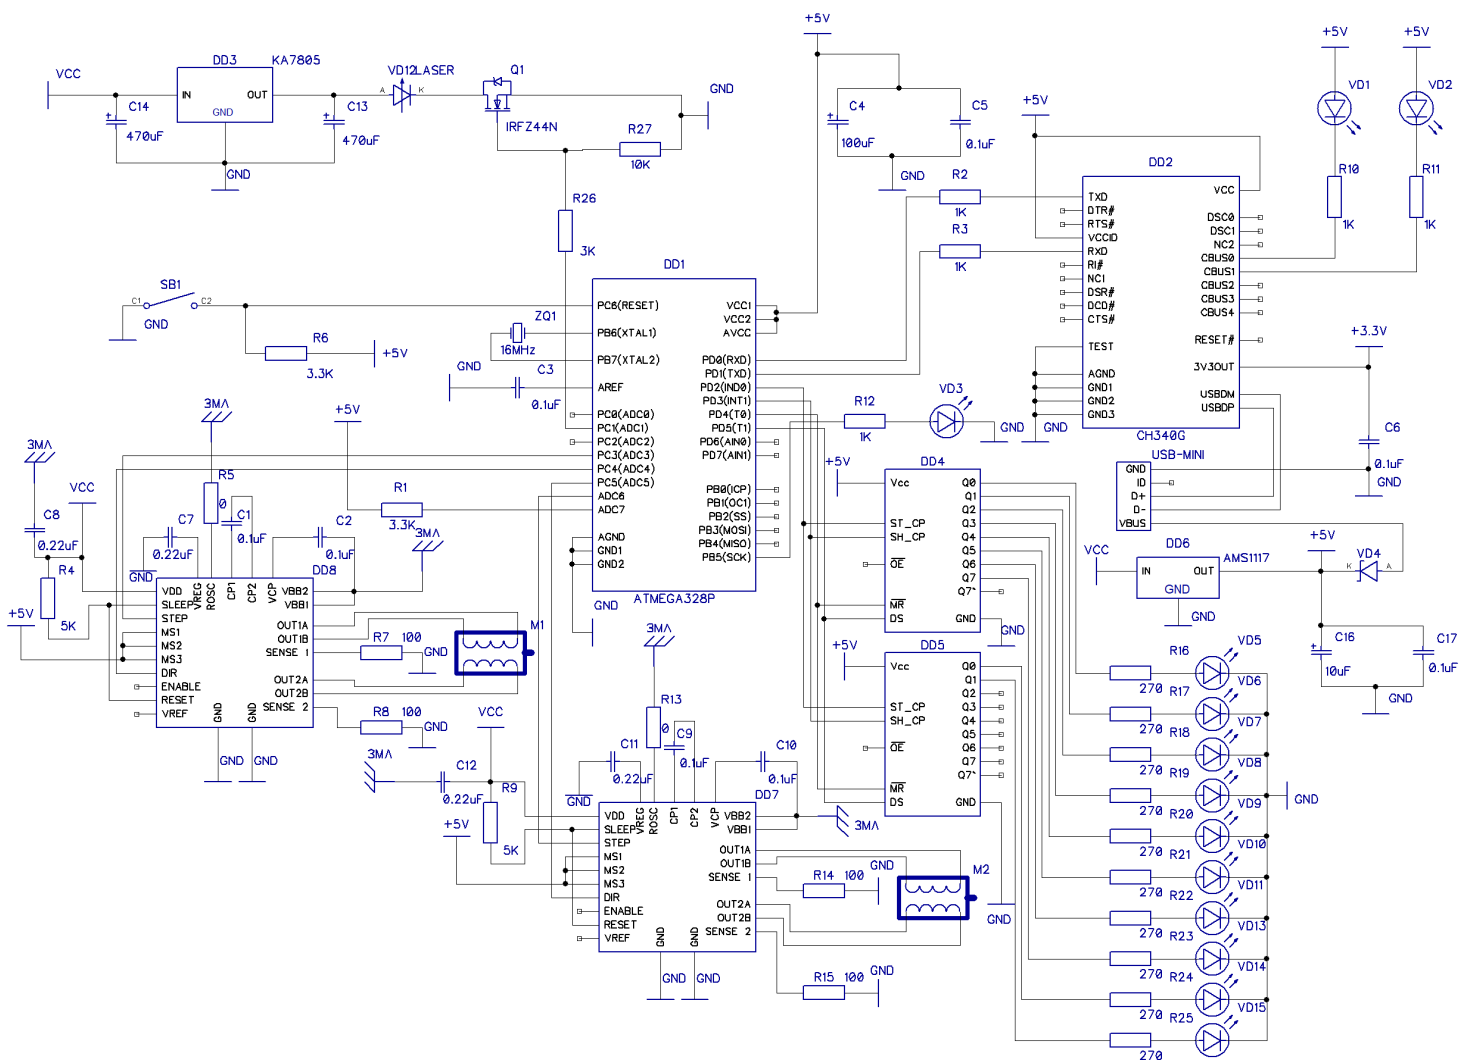 VCC
DD3 KA7805
IN OUT
GND
C14
470uF
C13
470uF
GND
VD12LASER
A K
Q1
IRFZ44N
GND
R27
10K
R26
3K
+5V
C4
100uF
C5
0.1uF
GND
+5V
DD2
TXD
DTR#
RTS#
VCCIO
RXD
RI#
NC1
DSR#
DCD#
CTS#
TEST
AGND
GND1
GND2
GND3
VCC
DSC0
DSC1
NC2
CBUS0
CBUS1
CBUS2
CBUS3
CBUS4
RESET#
3V3OUT
USBDM
USBDP
CH340G
GND
R2
1K
R3
1K
+5V
VD1
R10
1K
+5V
VD2
R11
1K
+3.3V
C6
0.1uF
GND
USB-MINI
GND
ID
D+
D-
VBUS
VCC
DD6
AMS1117
IN OUT
GND
GND
+5V
VD4
K A
C16
10uF
C17
0.1uF
GND
SB1
C1 C2
GND
R6
3.3K
+5V
ZQ1
16MHz
GND
C3
0.1uF
DD1
PC6(RESET)
PB6(XTAL1)
PB7(XTAL2)
AREF
PC0(ADC0)
PC1(ADC1)
PC2(ADC2)
PC3(ADC3)
PC4(ADC4)
PC5(ADC5)
ADC6
ADC7
AGND
GND1
GND2
VCC1
VCC2
AVCC
PD0(RXD)
PD1(TXD)
PD2(IND0)
PD3(INT1)
PD4(T0)
PD5(T1)
PD6(AIN0)
PD7(AIN1)
PB0(ICP)
PB1(OC1)
PB2(SS)
PB3(MOSI)
PB4(MISO)
PB5(SCK)
ATMEGA328P
GND
R12
1K
VD3
GND
+5V
R1
3.3K
+5V
DD4
Vcc
ST_CP
SH_CP
OE
MR
DS
Q0
Q1
Q2
Q3
Q4
Q5
Q6
Q7
Q7*
GND
GND
+5V
DD5
Vcc
ST_CP
SH_CP
OE
MR
DS
Q0
Q1
Q2
Q3
Q4
Q5
Q6
Q7
Q7*
GND
GND
3МА
C8
0.22uF
VCC
R4
5K
+5V
C7
0.22uF
GND
3МА
R5
0
C1
0.1uF
C2
0.1uF
3МА
DD8
VDD
SLEEP
STEP
MS1
MS2
MS3
DIR
ENABLE
RESET
VREF
VREG
ROSC
CP1
CP2
VCP
VBB2
VBB1
OUT1A
OUT1B
SENSE 1
OUT2A
OUT2B
SENSE 2
GND
GND
GND GND
R7 100
GND
R8 100
GND
M1
3МА
C12
0.22uF
VCC
R9
5K
+5V
C11
0.22uF
GND
3МА
R13
0
C9
0.1uF
C10
0.1uF
3МА
DD7
VDD
SLEEP
STEP
MS1
MS2
MS3
DIR
ENABLE
RESET
VREF
VREG
ROSC
CP1
CP2
VCP
VBB2
VBB1
OUT1A
OUT1B
SENSE 1
OUT2A
OUT2B
SENSE 2
GND
GND
GND GND
R14 100
GND
R15 100
GND
M2
R16 VD5
270
R17 VD6
270
R18 VD7
270
R19 VD8
270
R20 VD9
270
R21 VD10
270
R22 VD11
270
R23 VD13
270
R24 VD14
270
R25 VD15
270
GND